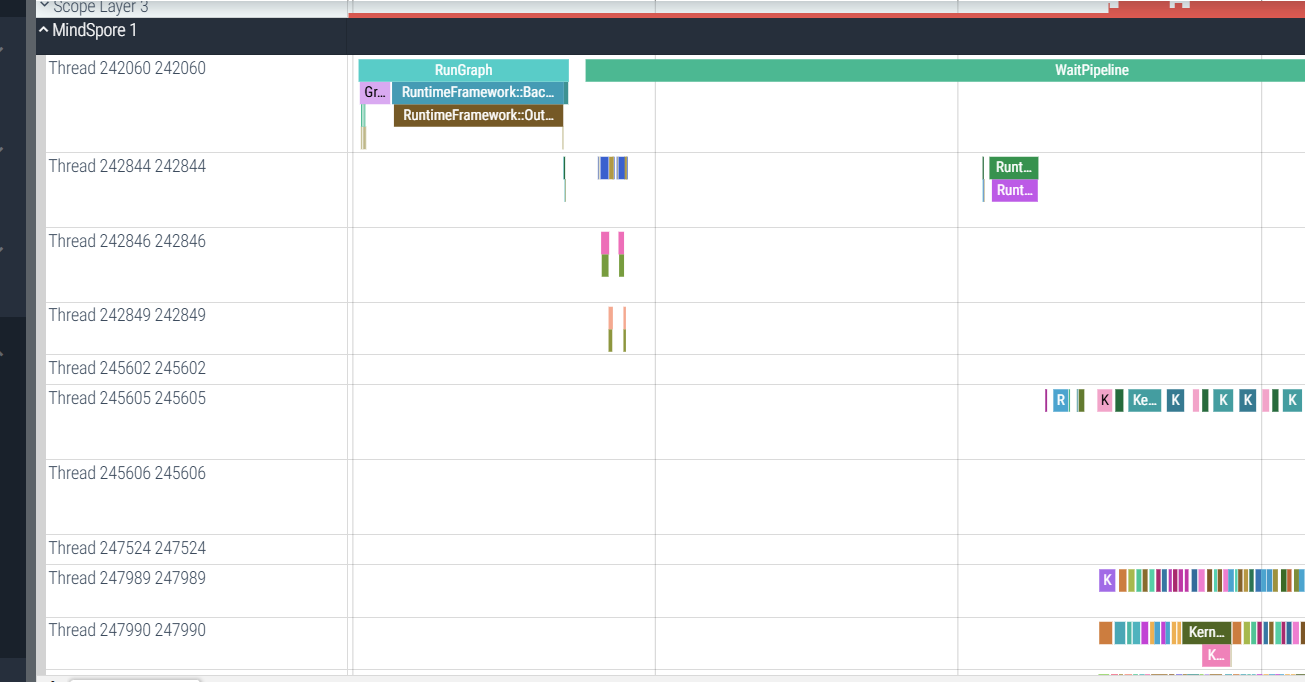 Scope Layer 3
MindSpore 1
Thread 242060 242060
RunGraph
WaitPipeline
Gr...
RuntimeFramework::Bac...
RuntimeFramework::Out...
Thread 242844 242844
Runt...
Runt...
Thread 242846 242846
Thread 242849 242849
Thread 245602 245602
Thread 245605 245605
R K Ke... K K K K
Thread 245606 245606
Thread 247524 247524
Thread 247989 247989
K
Thread 247990 247990
Kern...
K...